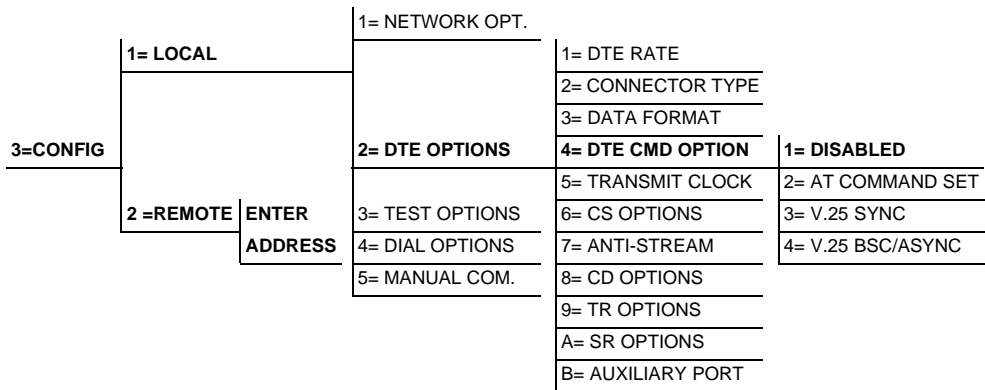 1= NETWORK OPT.
1= LOCAL 1= DTE RATE
2= CONNECTOR TYPE
3= DATA FORMAT
3=CONFIG 2= DTE OPTIONS 4= DTE CMD OPTION 1= DISABLED
5= TRANSMIT CLOCK 2= AT COMMAND SET
2 =REMOTE ENTER 3= TEST OPTIONS 6= CS OPTIONS 3= V.25 SYNC
ADDRESS 4= DIAL OPTIONS 7= ANTI-STREAM 4= V.25 BSC/ASYNC
5= MANUAL COM. 8= CD OPTIONS
9= TR OPTIONS
A= SR OPTIONS
B= AUXILIARY PORT